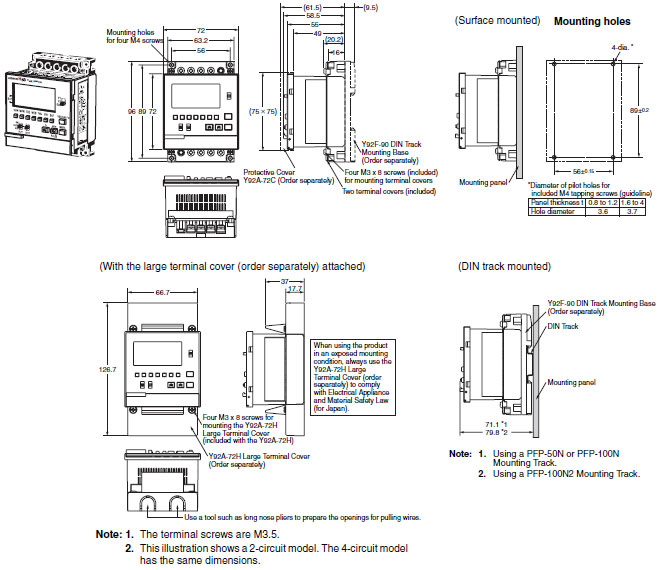 Mounting holes
for four M4 screws
72
63.2
56
96 89 72
(61.5)
(9.5)
58.5
55
49
(20.2)
16
(75 × 75)
Y92F-90 DIN Track
Mounting Base
(Order separately)
Protective Cover
Y92A-72C (Order separately)
Four M3 x 8 screws (included)
for mounting terminal covers
Two terminal covers (included)
(Surface mounted)
Mounting holes
4-dia. *
89±0.2
56±0.15
Mounting panel
*Diameter of pilot holes for
included M4 tapping screws (guideline)
Panel thickness t 0.8 to 1.2 1.6 to 4
Hole diameter 3.6 3.7
(With the large terminal cover (order separately) attached)
66.7
126.7
37
17.7
When using the product
in an exposed mounting
condition, always use the
Y92A-72H Large
Terminal Cover (order
separately) to comply
with Electrical Appliance
and Material Safety Law
(for Japan).
Four M3 x 8 screws for
mounting the Y92A-72H
Large Terminal Cover
(included with the Y92A-72H)
Y92A-72H Large Terminal Cover
(Order separately)
Use a tool such as long nose pliers to prepare the openings for pulling wires.
Note: 1. The terminal screws are M3.5.
2. This illustration shows a 2-circuit model. The 4-circuit model
has the same dimensions.
(DIN track mounted)
Y92F-90 DIN Track Mounting Base
(Order separately)
DIN Track
Mounting panel
71.1 *1
79.8 *2
Note: 1. Using a PFP-50N or PFP-100N
Mounting Track.
2. Using a PFP-100N2 Mounting Track.